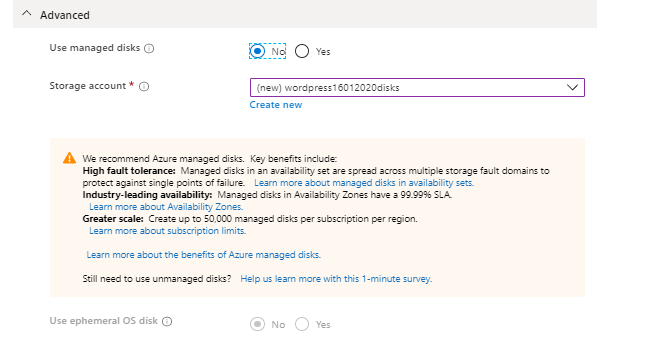 Advanced
Use managed disks
No Yes
Storage account *
(new) wordpress16012020disks
Create new
We recommend Azure managed disks. Key benefits include:
High fault tolerance: Managed disks in an availability set are spread across multiple storage fault domains to
protect against single points of failure. Learn more about managed disks in availability sets.
Industry-leading availability: Managed disks in Availability Zones have a 99.99% SLA.
Learn more about Availability Zones.
Greater scale: Create up to 50,000 managed disks per subscription per region.
Learn more about subscription limits.
Learn more about the benefits of Azure managed disks.
Still need to use unmanaged disks? Help us learn more with this 1-minute survey.
Use ephemeral OS disk
No Yes